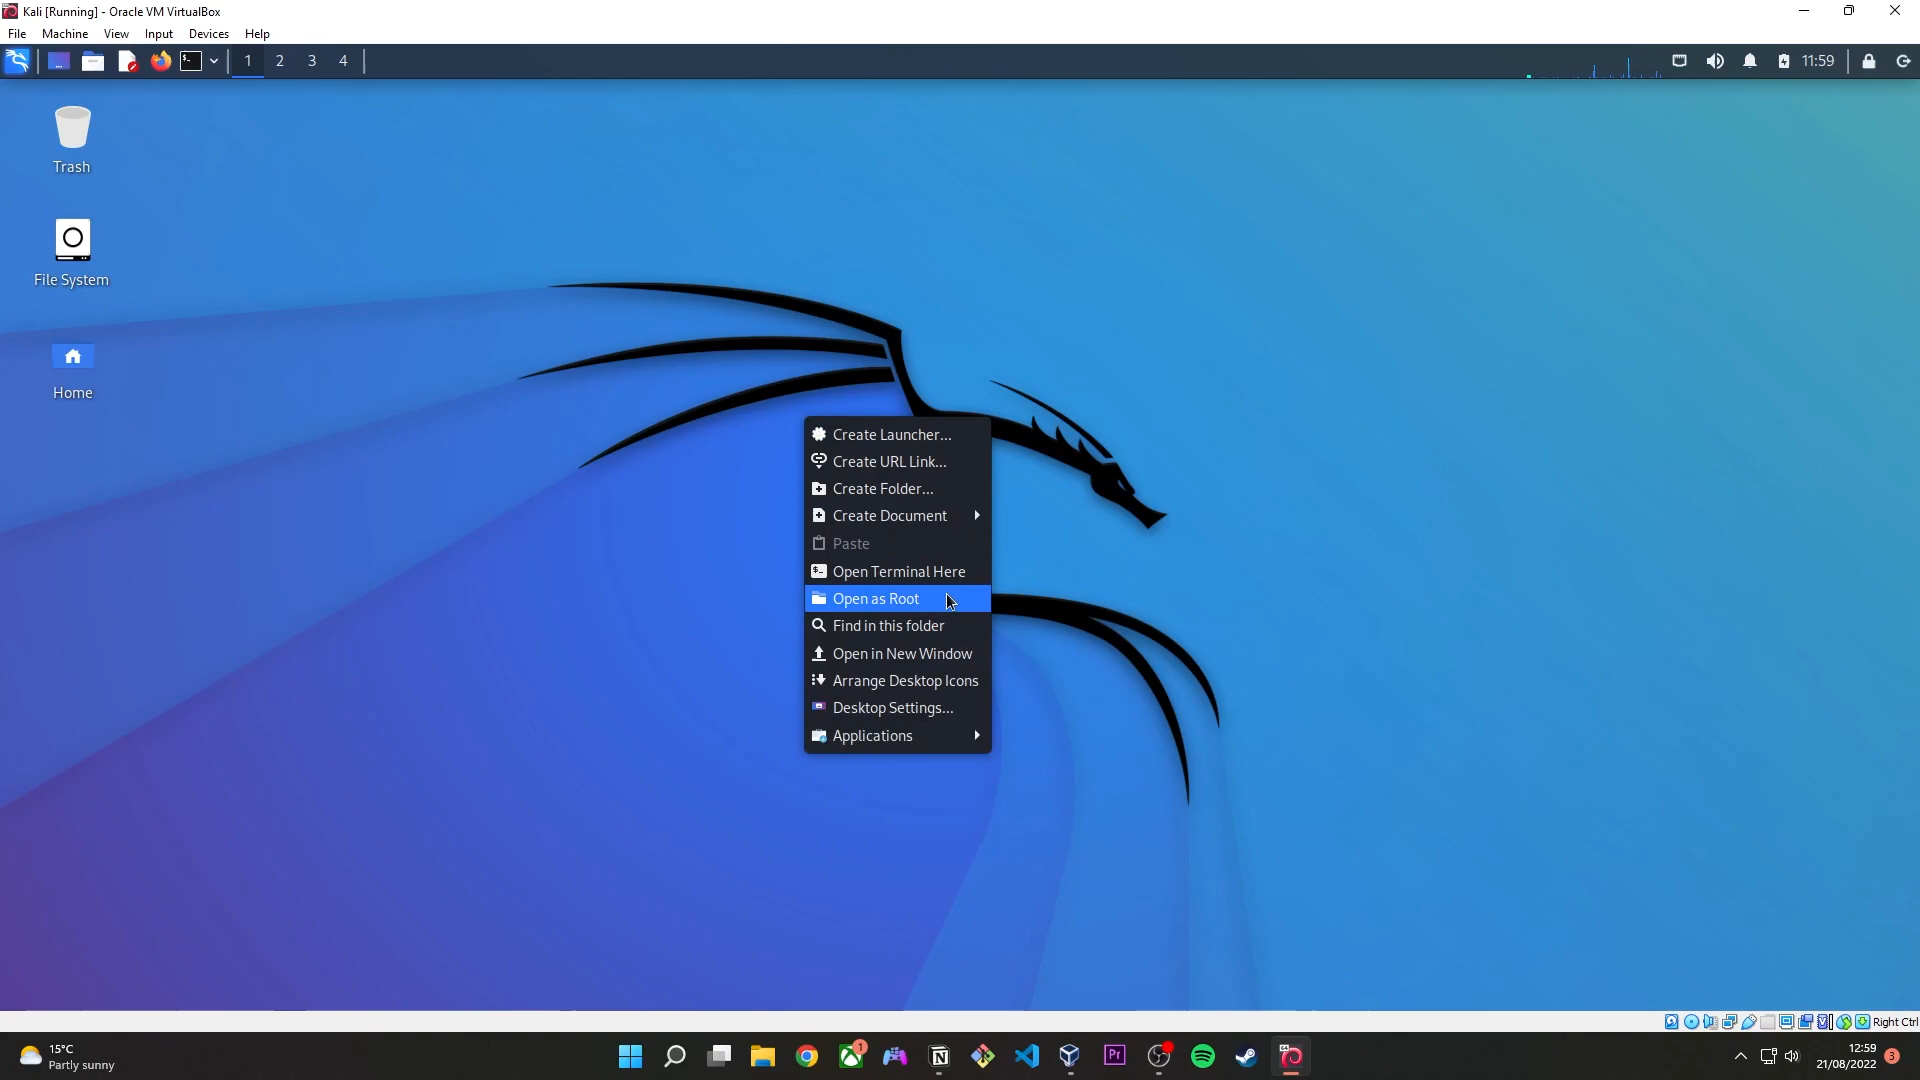 Kali [Running] - Oracle VM VirtualBox
File Machine View Input Devices Help
1 2 3 4 11:59
Trash
File System
Home
Create Launcher...
Create URL Link...
Create Folder...
Create Document
Paste
Open Terminal Here
Open as Root
Find in this folder
Open in New Window
Arrange Desktop Icons
Desktop Settings...
Applications
Right Ctrl
15°C
Partly sunny
1
Pr
12:59
21/08/2022
3